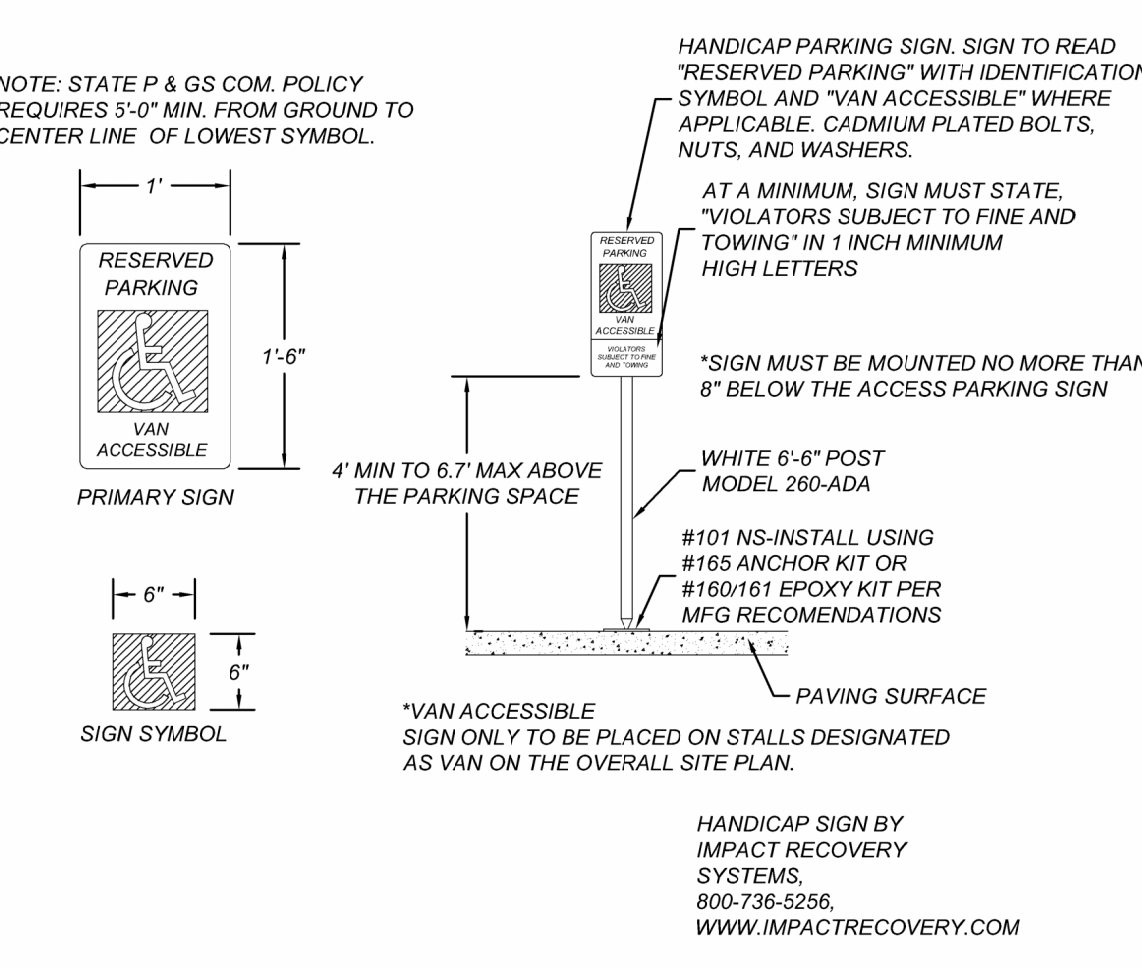 NOTE: STATE P & GS COM. POLICY
REQUIRES 5'-0" MIN. FROM GROUND TO
CENTER LINE OF LOWEST SYMBOL.
1'
RESERVED
PARKING
VAN
ACCESSIBLE
1'-6"
PRIMARY SIGN
6"
6"
SIGN SYMBOL
HANDICAP PARKING SIGN. SIGN TO READ
"RESERVED PARKING" WITH IDENTIFICATION
SYMBOL AND "VAN ACCESSIBLE" WHERE
APPLICABLE. CADMIUM PLATED BOLTS,
NUTS, AND WASHERS.
AT A MINIMUM, SIGN MUST STATE,
"VIOLATORS SUBJECT TO FINE AND
TOWING" IN 1 INCH MINIMUM
HIGH LETTERS
RESERVED
PARKING
VAN
ACCESSIBLE
VIOLATORS
SUBJECT TO FINE
AND TOWING
*SIGN MUST BE MOUNTED NO MORE THAN
8" BELOW THE ACCESS PARKING SIGN
4' MIN TO 6.7' MAX ABOVE
THE PARKING SPACE
WHITE 6'-6" POST
MODEL 260-ADA
#101 NS-INSTALL USING
#165 ANCHOR KIT OR
#160/161 EPOXY KIT PER
MFG RECOMENDATIONS
PAVING SURFACE
*VAN ACCESSIBLE
SIGN ONLY TO BE PLACED ON STALLS DESIGNATED
AS VAN ON THE OVERALL SITE PLAN.
HANDICAP SIGN BY
IMPACT RECOVERY
SYSTEMS,
800-736-5256,
WWW.IMPACTRECOVERY.COM